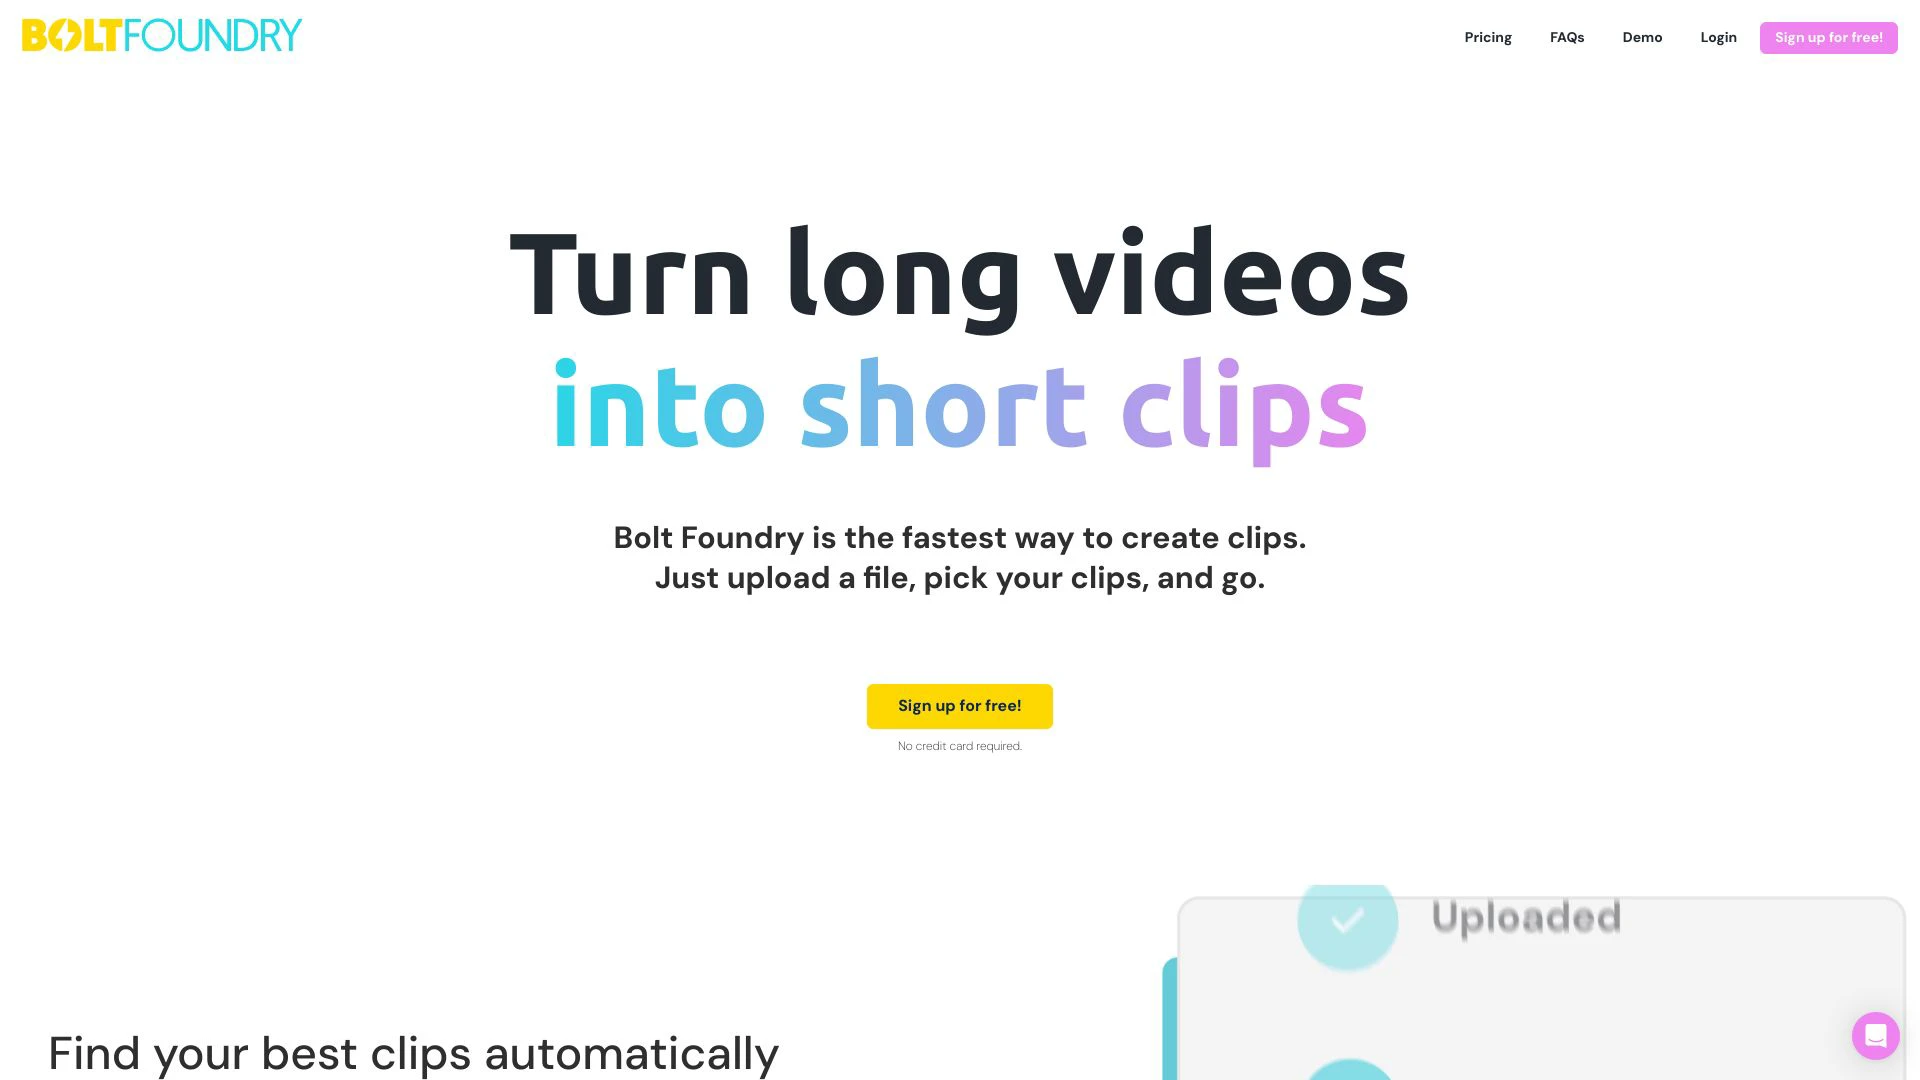 BOLTFOUNDRY
Pricing
FAQs
Demo
Login
Sign up for free!
Turn long videos
into short clips
Bolt Foundry is the fastest way to create clips.
Just upload a file, pick your clips, and go.
Sign up for free!
No credit card required.
Uploaded
Find your best clips automatically